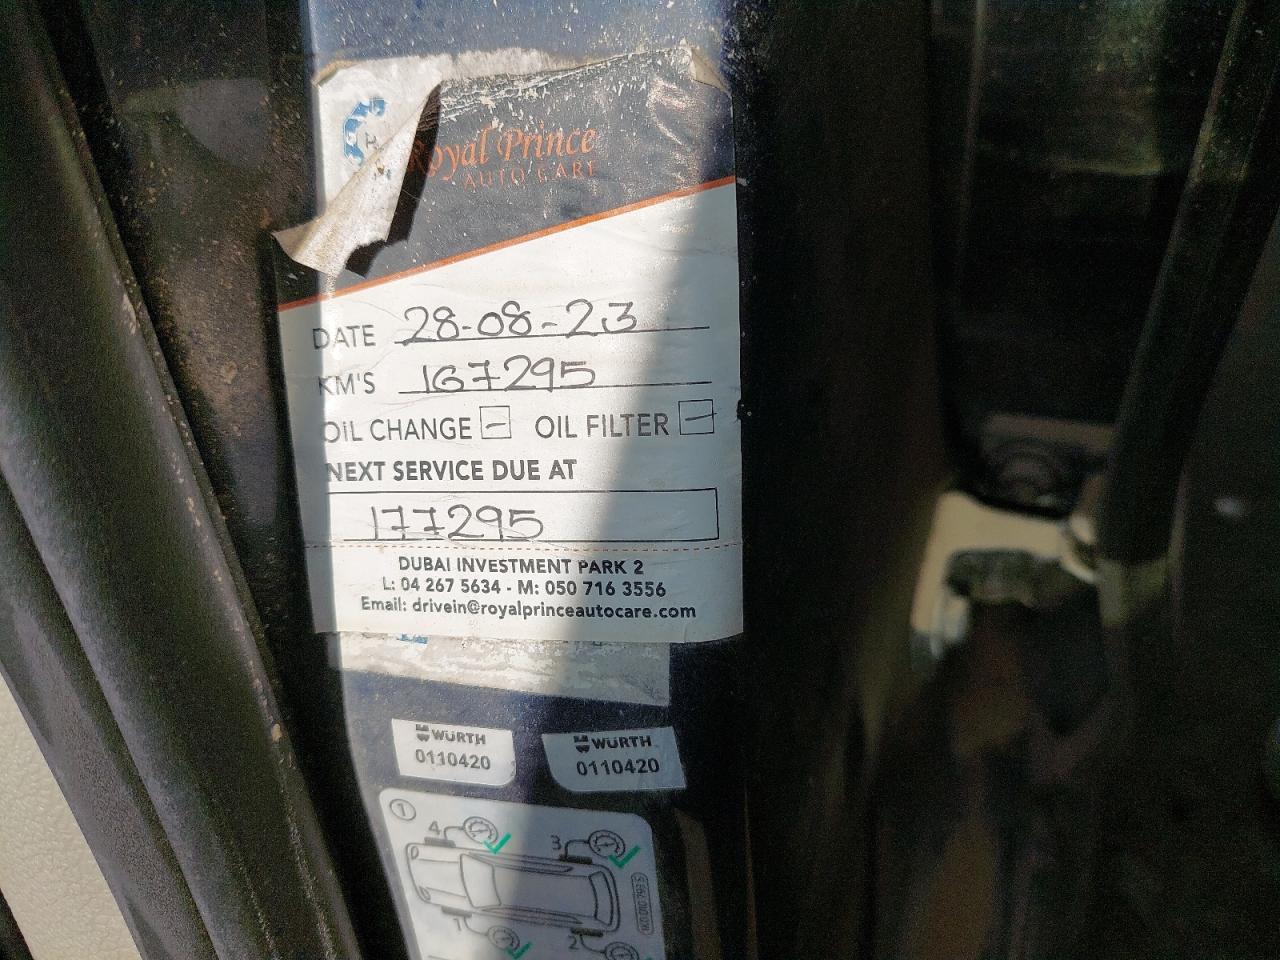 Royal Prince
AUTO CARE
DATE 28-08-23
KM'S 167295
OIL CHANGE OIL FILTER
NEXT SERVICE DUE AT
177295
DUBAI INVESTMENT PARK 2
L: 04 267 5634 - M: 050 716 3556
Email: drivein@royalprinceautocare.com
WÜRTH WÜRTH
0110420 0110420
1
4 3
1 2